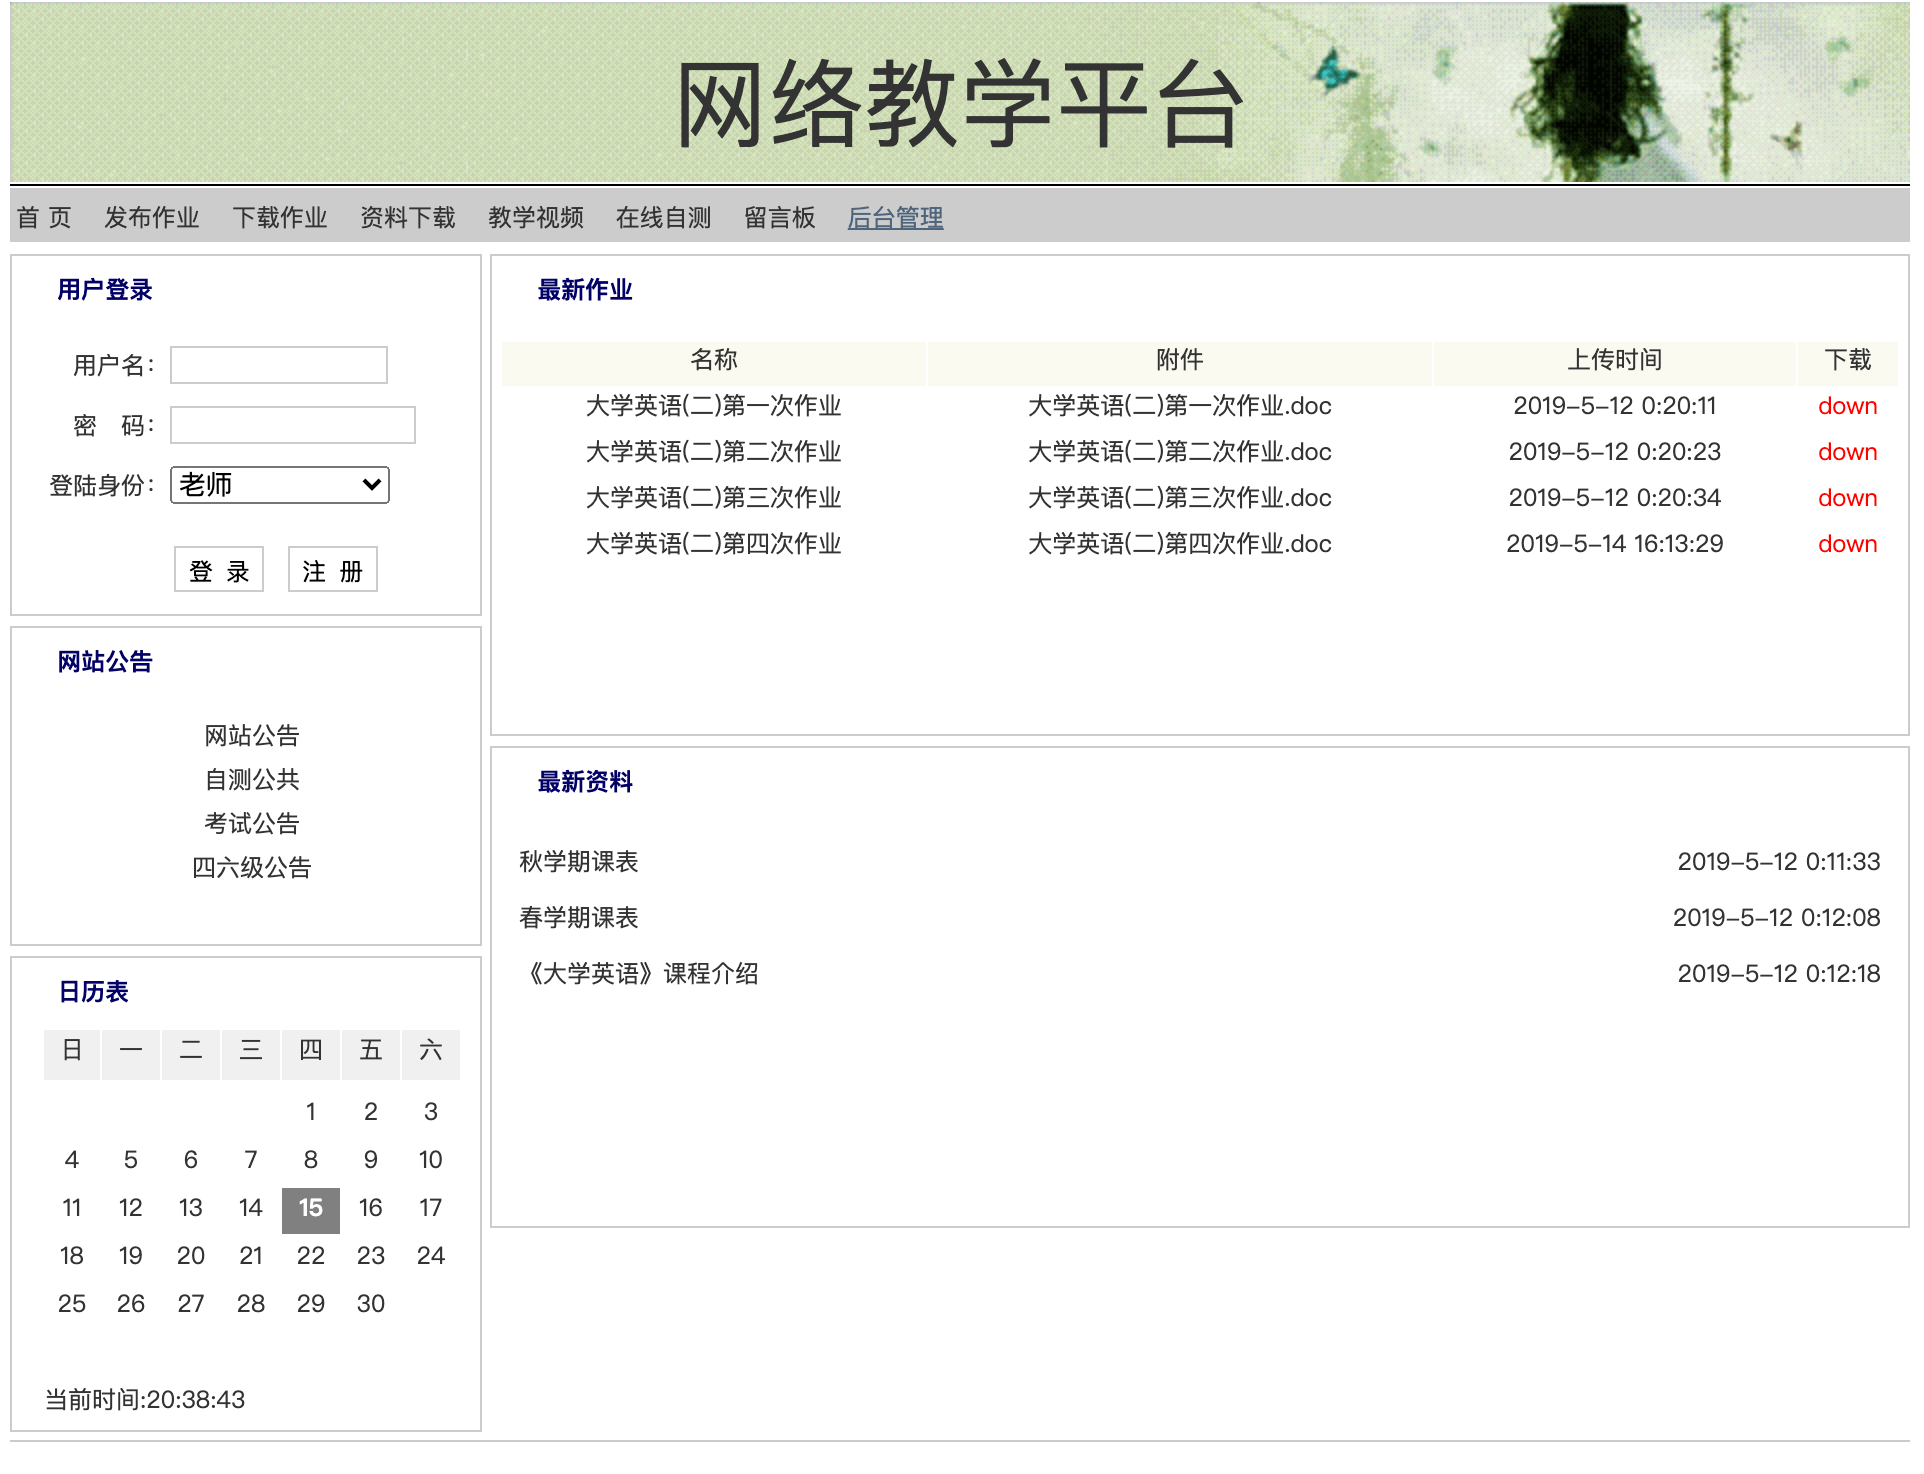 网络教学平台
首 页 发布作业 下载作业 资料下载 教学视频 在线自测 留言板 后台管理
用户登录
用户名：
密 码：
登陆身份： 老师
登 录 注 册
网站公告
网站公告
自测公共
考试公告
四六级公告
日历表
日 一 二 三 四 五 六
1 2 3
4 5 6 7 8 9 10
11 12 13 14 15 16 17
18 19 20 21 22 23 24
25 26 27 28 29 30
当前时间:20:38:43
最新作业
名称 附件 上传时间 下载
大学英语(二)第一次作业 大学英语(二)第一次作业.doc 2019-5-12 0:20:11 down
大学英语(二)第二次作业 大学英语(二)第二次作业.doc 2019-5-12 0:20:23 down
大学英语(二)第三次作业 大学英语(二)第三次作业.doc 2019-5-12 0:20:34 down
大学英语(二)第四次作业 大学英语(二)第四次作业.doc 2019-5-14 16:13:29 down
最新资料
秋学期课表 2019-5-12 0:11:33
春学期课表 2019-5-12 0:12:08
《大学英语》课程介绍 2019-5-12 0:12:18